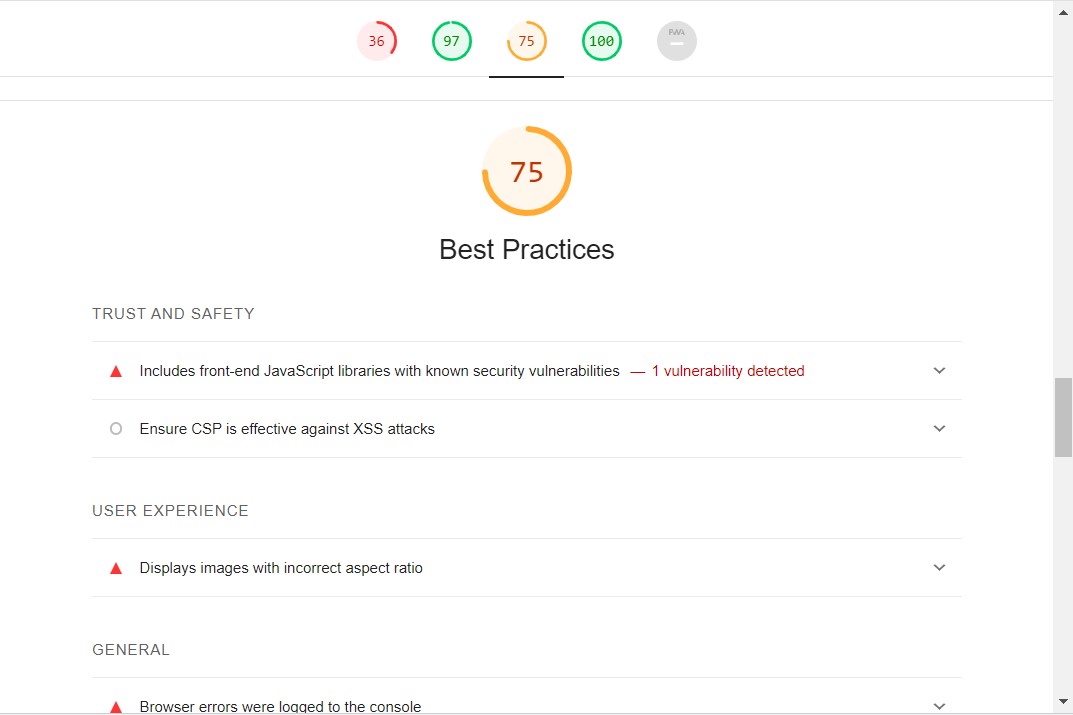 36 97 75 100 PWA
75
Best Practices
TRUST AND SAFETY
Includes front-end JavaScript libraries with known security vulnerabilities — 1 vulnerability detected
Ensure CSP is effective against XSS attacks
USER EXPERIENCE
Displays images with incorrect aspect ratio
GENERAL
Browser errors were logged to the console